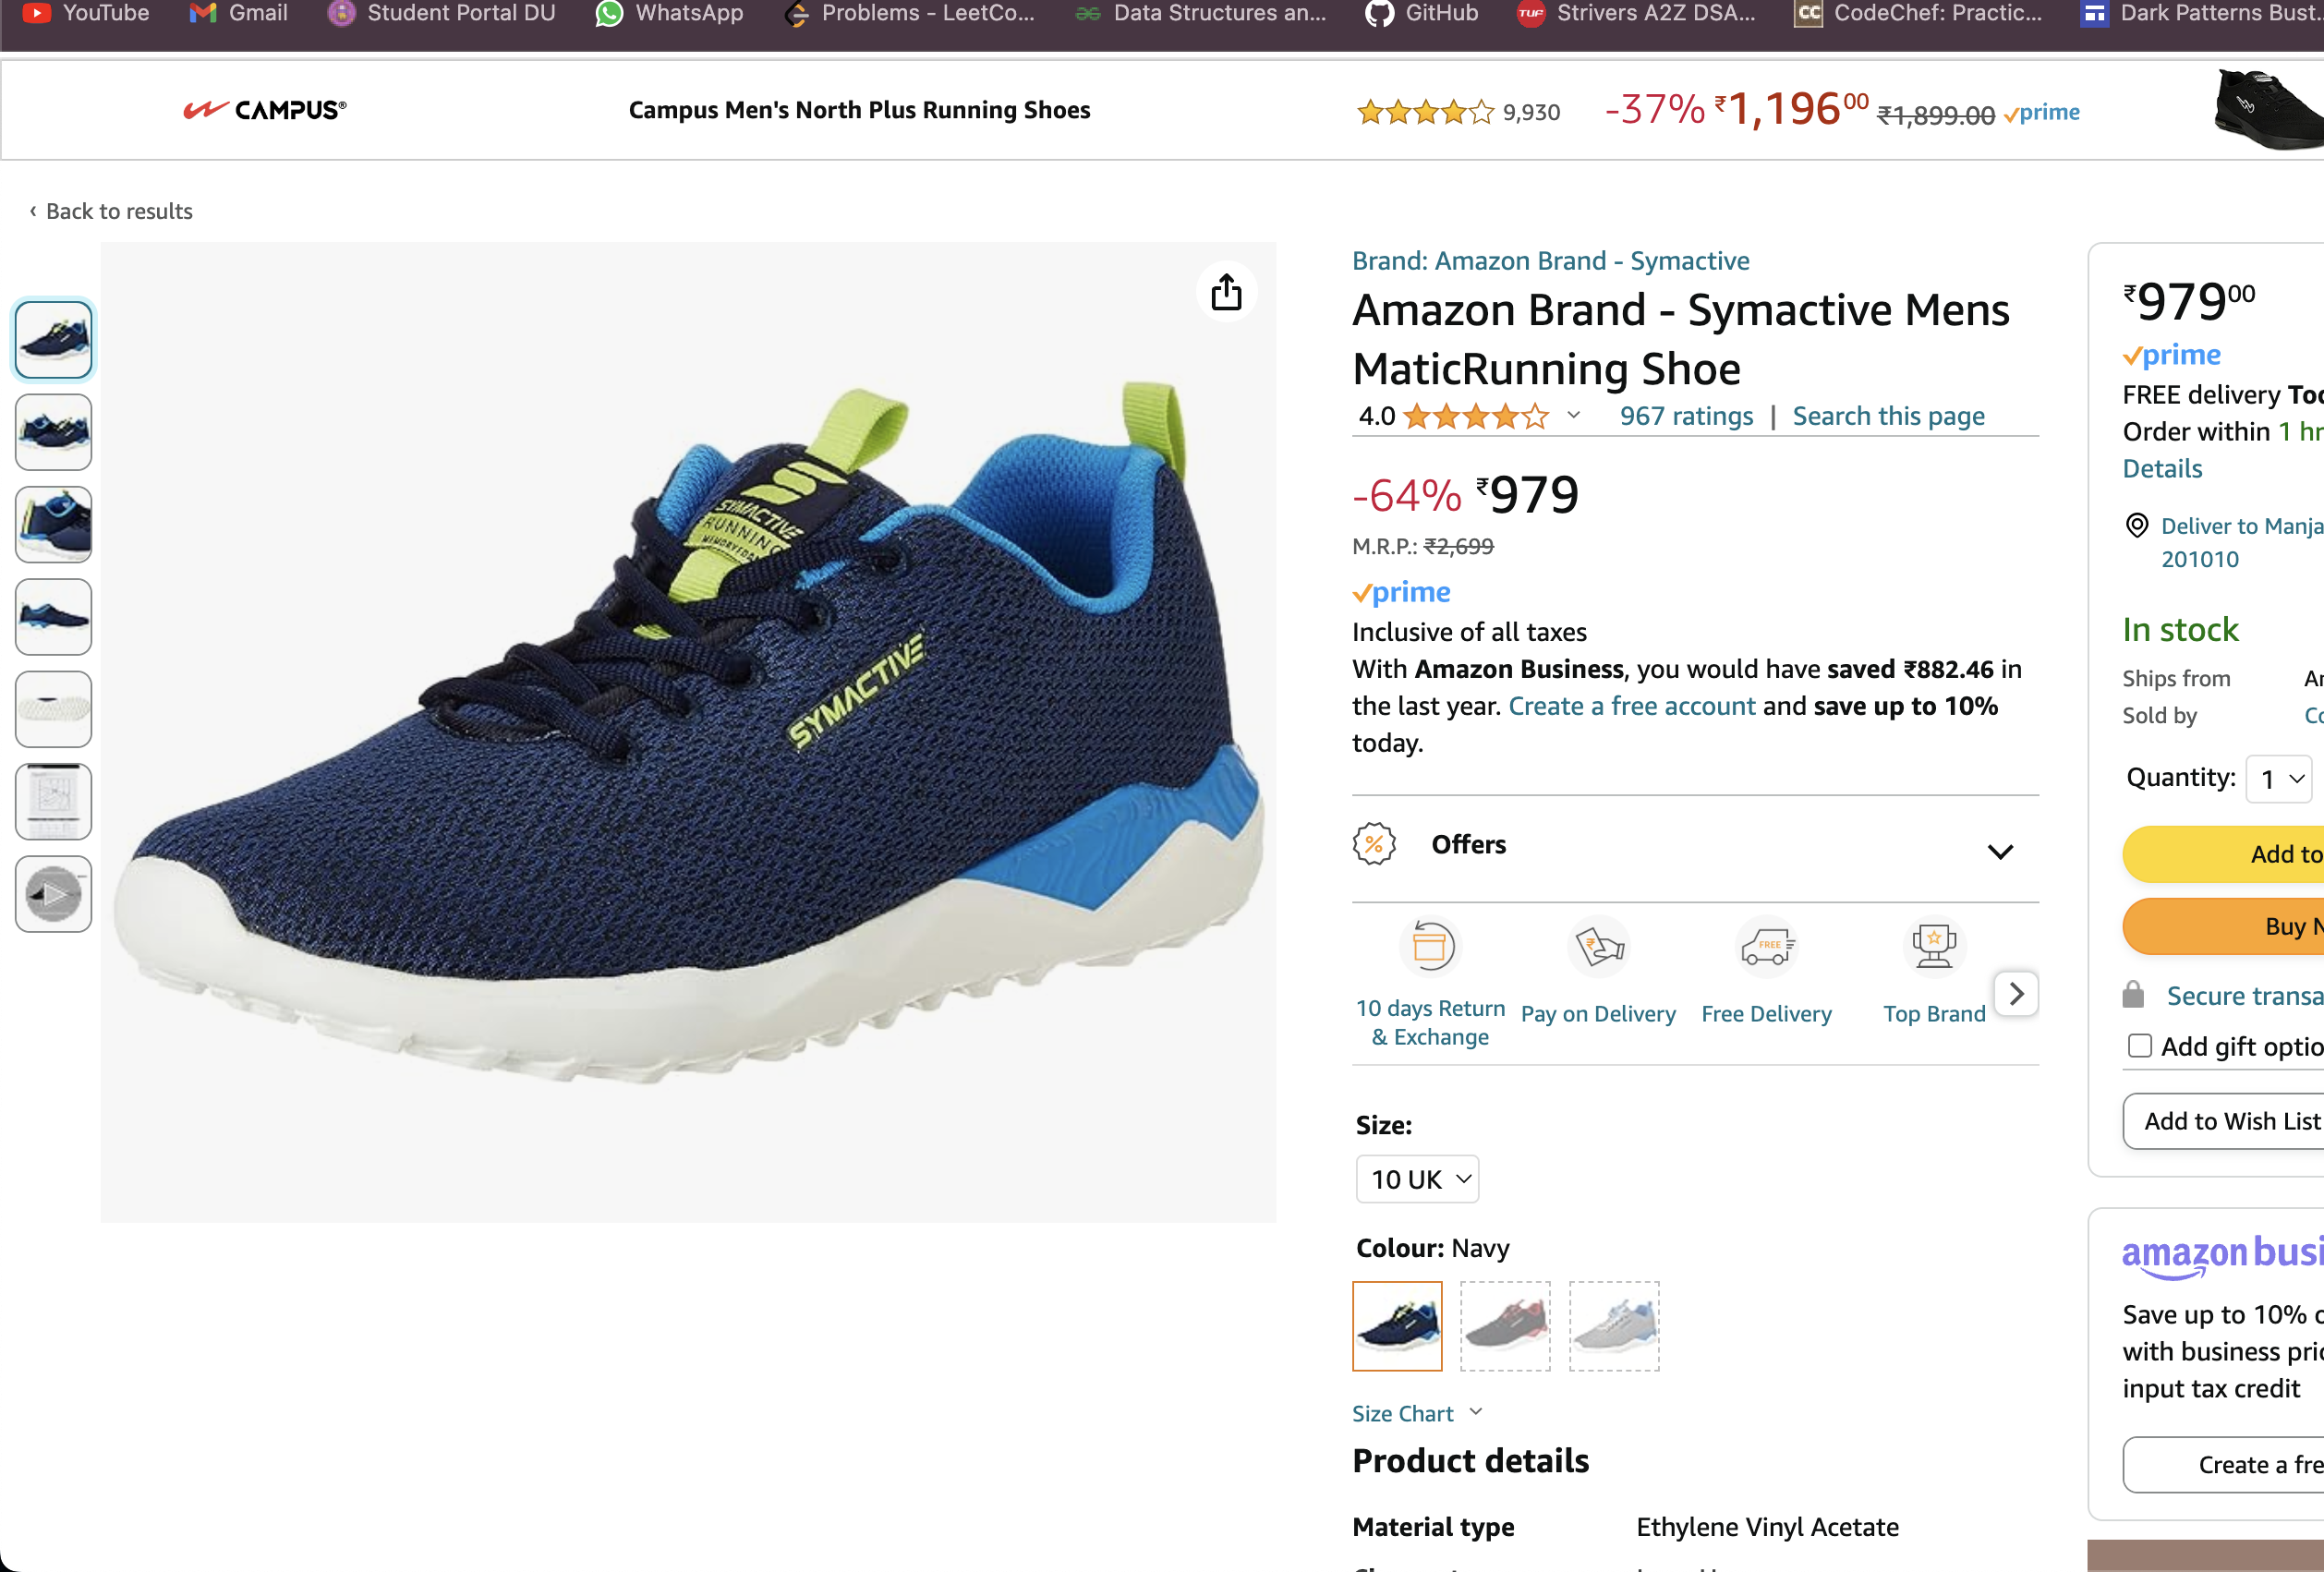 YouTube Gmail Student Portal DU WhatsApp Problems - LeetCo... Data Structures an... GitHub Strivers A2Z DSA... CodeChef: Practic... Dark Patterns Bust...
CAMPUS®
Campus Men's North Plus Running Shoes
9,930
-37% ₹1,196.00 ₹1,899.00 prime
‹ Back to results
SYMACTIVE
RUNNING
SYMACTIVE
Brand: Amazon Brand - Symactive
Amazon Brand - Symactive Mens
MaticRunning Shoe
4.0 967 ratings | Search this page
-64% ₹979
M.R.P.: ₹2,699
prime
Inclusive of all taxes
With Amazon Business, you would have saved ₹882.46 in
the last year. Create a free account and save up to 10%
today.
Offers
10 days Return
& Exchange
Pay on Delivery
FREE
Free Delivery
Top Brand
Size:
10 UK
Colour: Navy
Size Chart
Product details
Material type Ethylene Vinyl Acetate
₹979 00
prime
FREE delivery
Order within 1 hr
Details
Deliver to Manja
201010
In stock
Ships from
Sold by
Quantity: 1
Add to
Buy N
Secure transa
Add gift optio
Add to Wish List
amazon busi
Save up to 10% o
with business pric
input tax credit
Create a fre